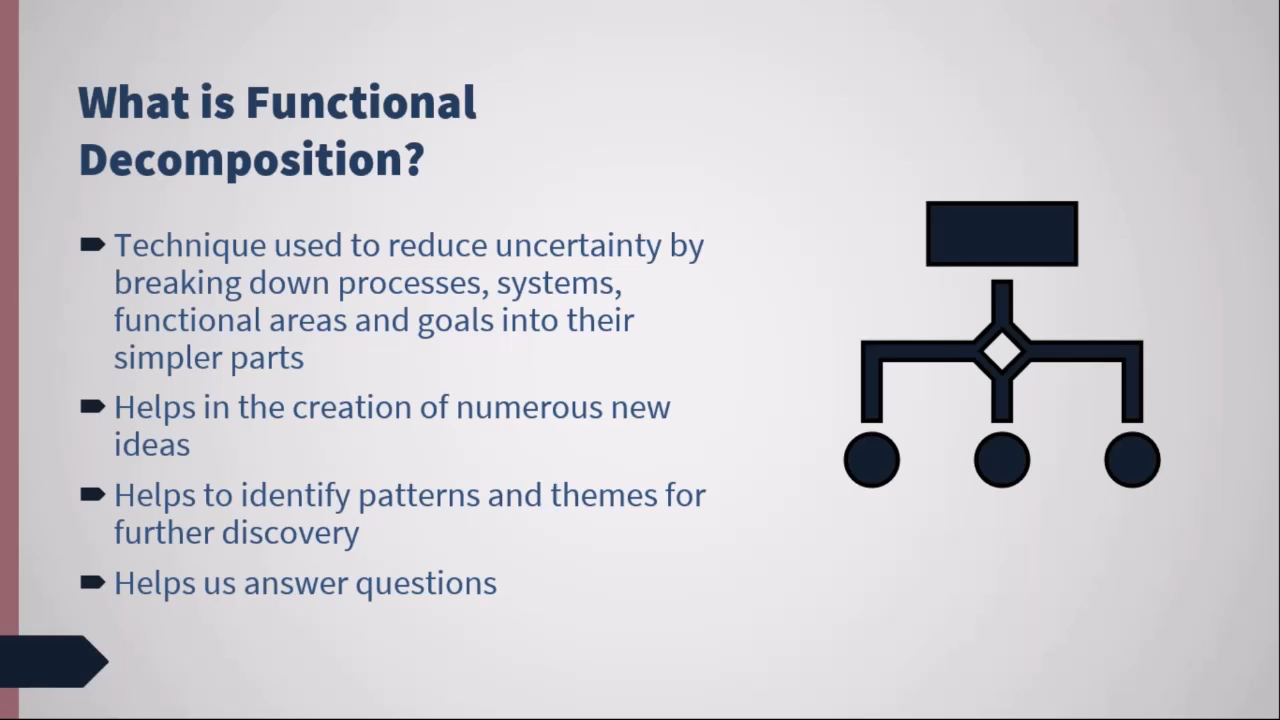 What is Functional
Decomposition?
Technique used to reduce uncertainty by
breaking down processes, systems,
functional areas and goals into their
simpler parts
Helps in the creation of numerous new
ideas
Helps to identify patterns and themes for
further discovery
Helps us answer questions